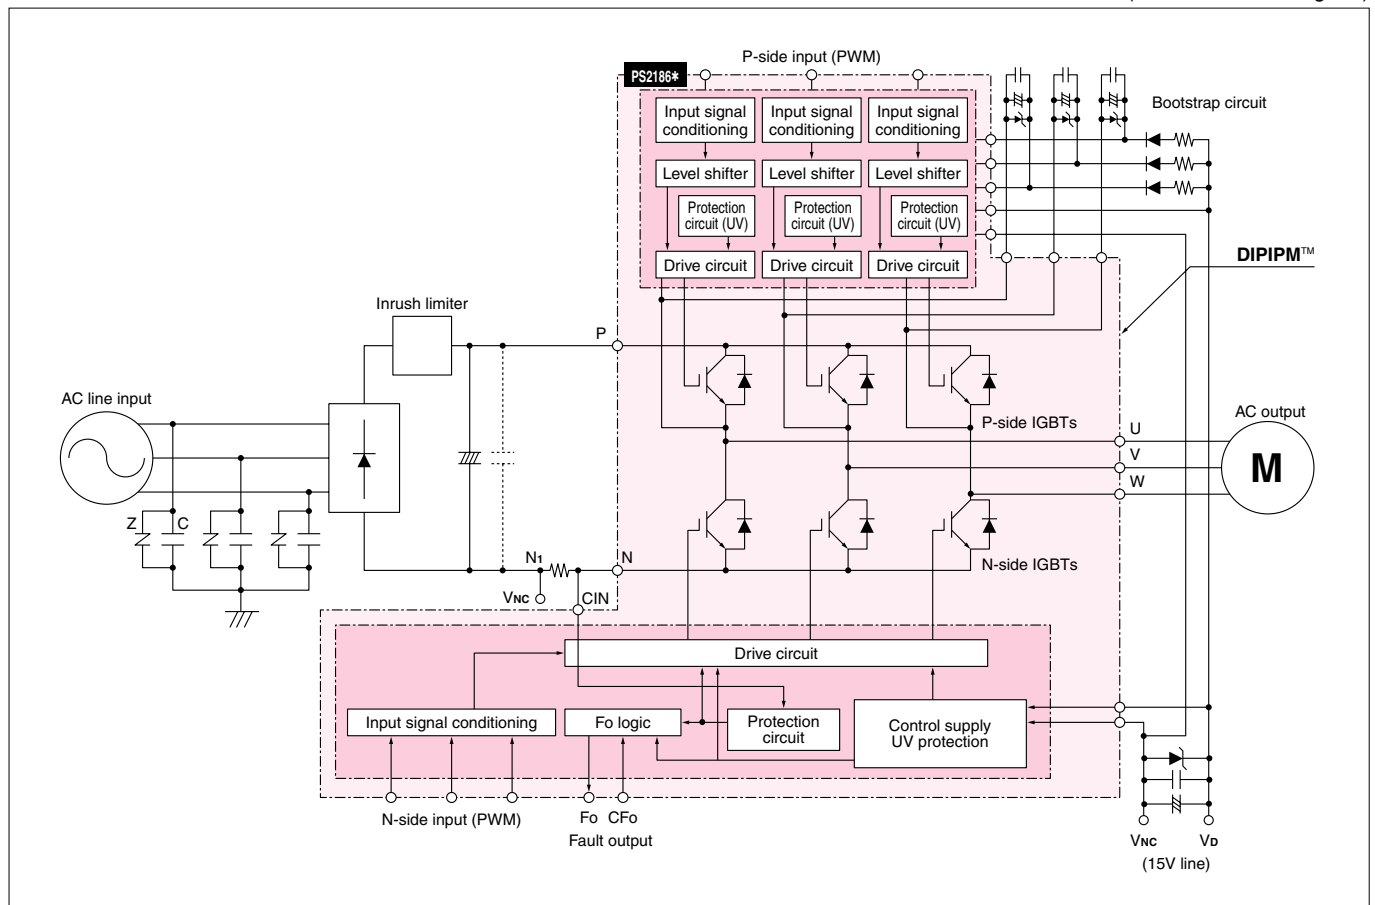 P-side input (PWM)
PS2186*
Input signal conditioning
Input signal conditioning
Input signal conditioning
Bootstrap circuit
Level shifter
Level shifter
Level shifter
Protection circuit (UV)
Protection circuit (UV)
Protection circuit (UV)
Drive circuit
Drive circuit
Drive circuit
DIPIPM™
Inrush limiter
P
AC line input
P-side IGBTs
U
AC output
V
W
M
Z
C
N1
N
N-side IGBTs
VNC
CIN
Drive circuit
Input signal conditioning
Fo logic
Protection circuit
Control supply UV protection
N-side input (PWM)
Fo
CFo
Fault output
VNC
VD
(15V line)